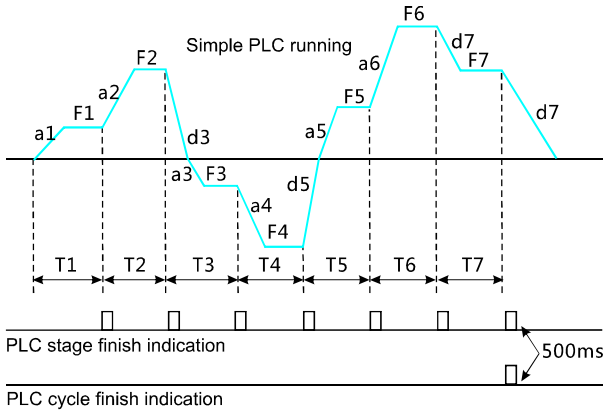 F6
Simple PLC running
d7
F2
F7
a6
a2
F5
F1
d7
a1
d3
a5
a3
F3
d5
a4
F4
T1
T2
T3
T4
T5
T6
T7
PLC stage finish indication
500ms
PLC cycle finish indication